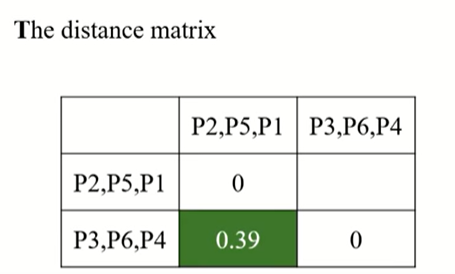 The distance matrix
P2,P5,P1 P3,P6,P4
P2,P5,P1 0
P3,P6,P4 0.39 0